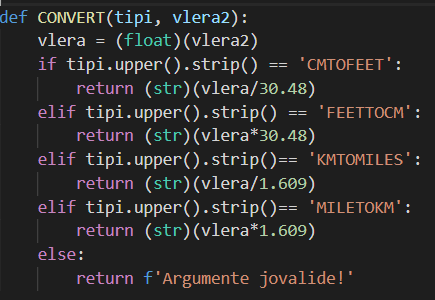 def CONVERT(tipi, vlera2):
    vlera = (float)(vlera2)
    if tipi.upper().strip() == 'CMTOFEET':
        return (str)(vlera/30.48)
    elif tipi.upper().strip() == 'FEETTOCM':
        return (str)(vlera*30.48)
    elif tipi.upper().strip()== 'KMTOMILES':
        return (str)(vlera/1.609)
    elif tipi.upper().strip()== 'MILETOKM':
        return (str)(vlera*1.609)
    else:
        return f'Argumente jovalide!'